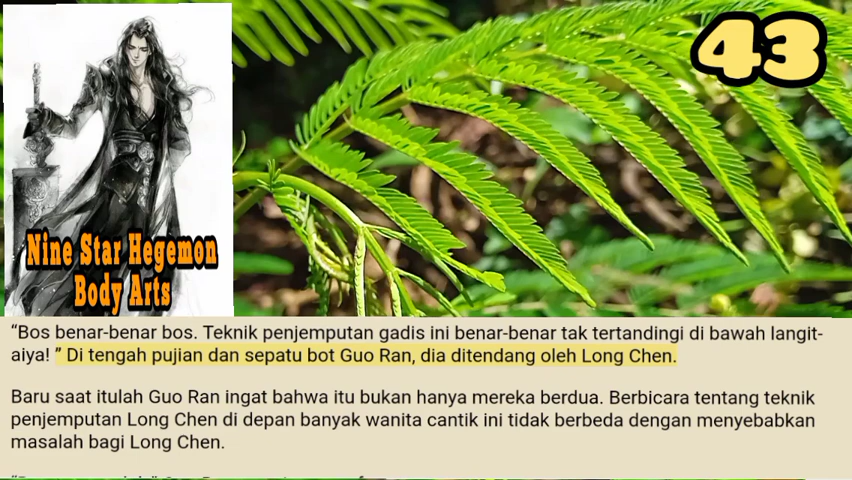 43
Nine Star Hegemon
Body Arts
“Bos benar-benar bos. Teknik penjemputan gadis ini benar-benar tak tertandingi di bawah langit-
aiya! ” Di tengah pujian dan sepatu bot Guo Ran, dia ditendang oleh Long Chen.
Baru saat itulah Guo Ran ingat bahwa itu bukan hanya mereka berdua. Berbicara tentang teknik
penjemputan Long Chen di depan banyak wanita cantik ini tidak berbeda dengan menyebabkan
masalah bagi Long Chen.